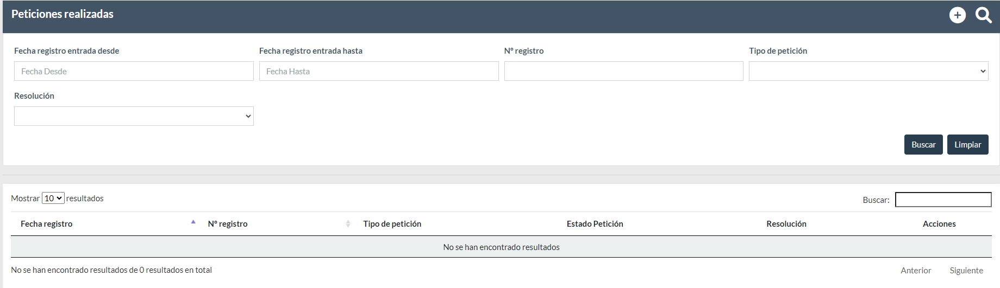 Peticiones realizadas
Fecha registro entrada desde
Fecha registro entrada hasta
Nº registro
Tipo de petición
Fecha Desde
Fecha Hasta
Resolución
Buscar
Limpiar
Mostrar 10 resultados
Buscar:
Fecha registro
Nº registro
Tipo de petición
Estado Petición
Resolución
Acciones
No se han encontrado resultados
No se han encontrado resultados de 0 resultados en total
Anterior
Siguiente